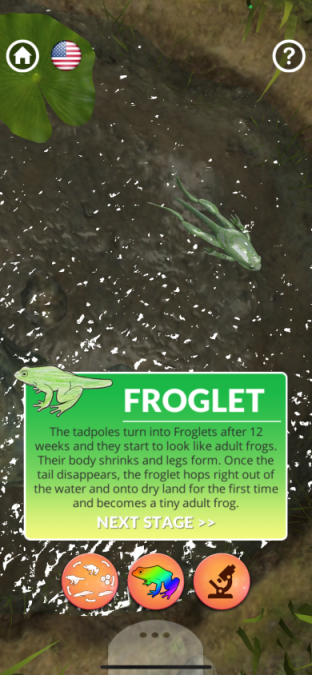 ?
FROGLET
The tadpoles turn into Froglets after 12
weeks and they start to look like adult frogs.
Their body shrinks and legs form. Once the
tail disappears, the froglet hops right out of
the water and onto dry land for the first time
and becomes a tiny adult frog.
NEXT STAGE >>